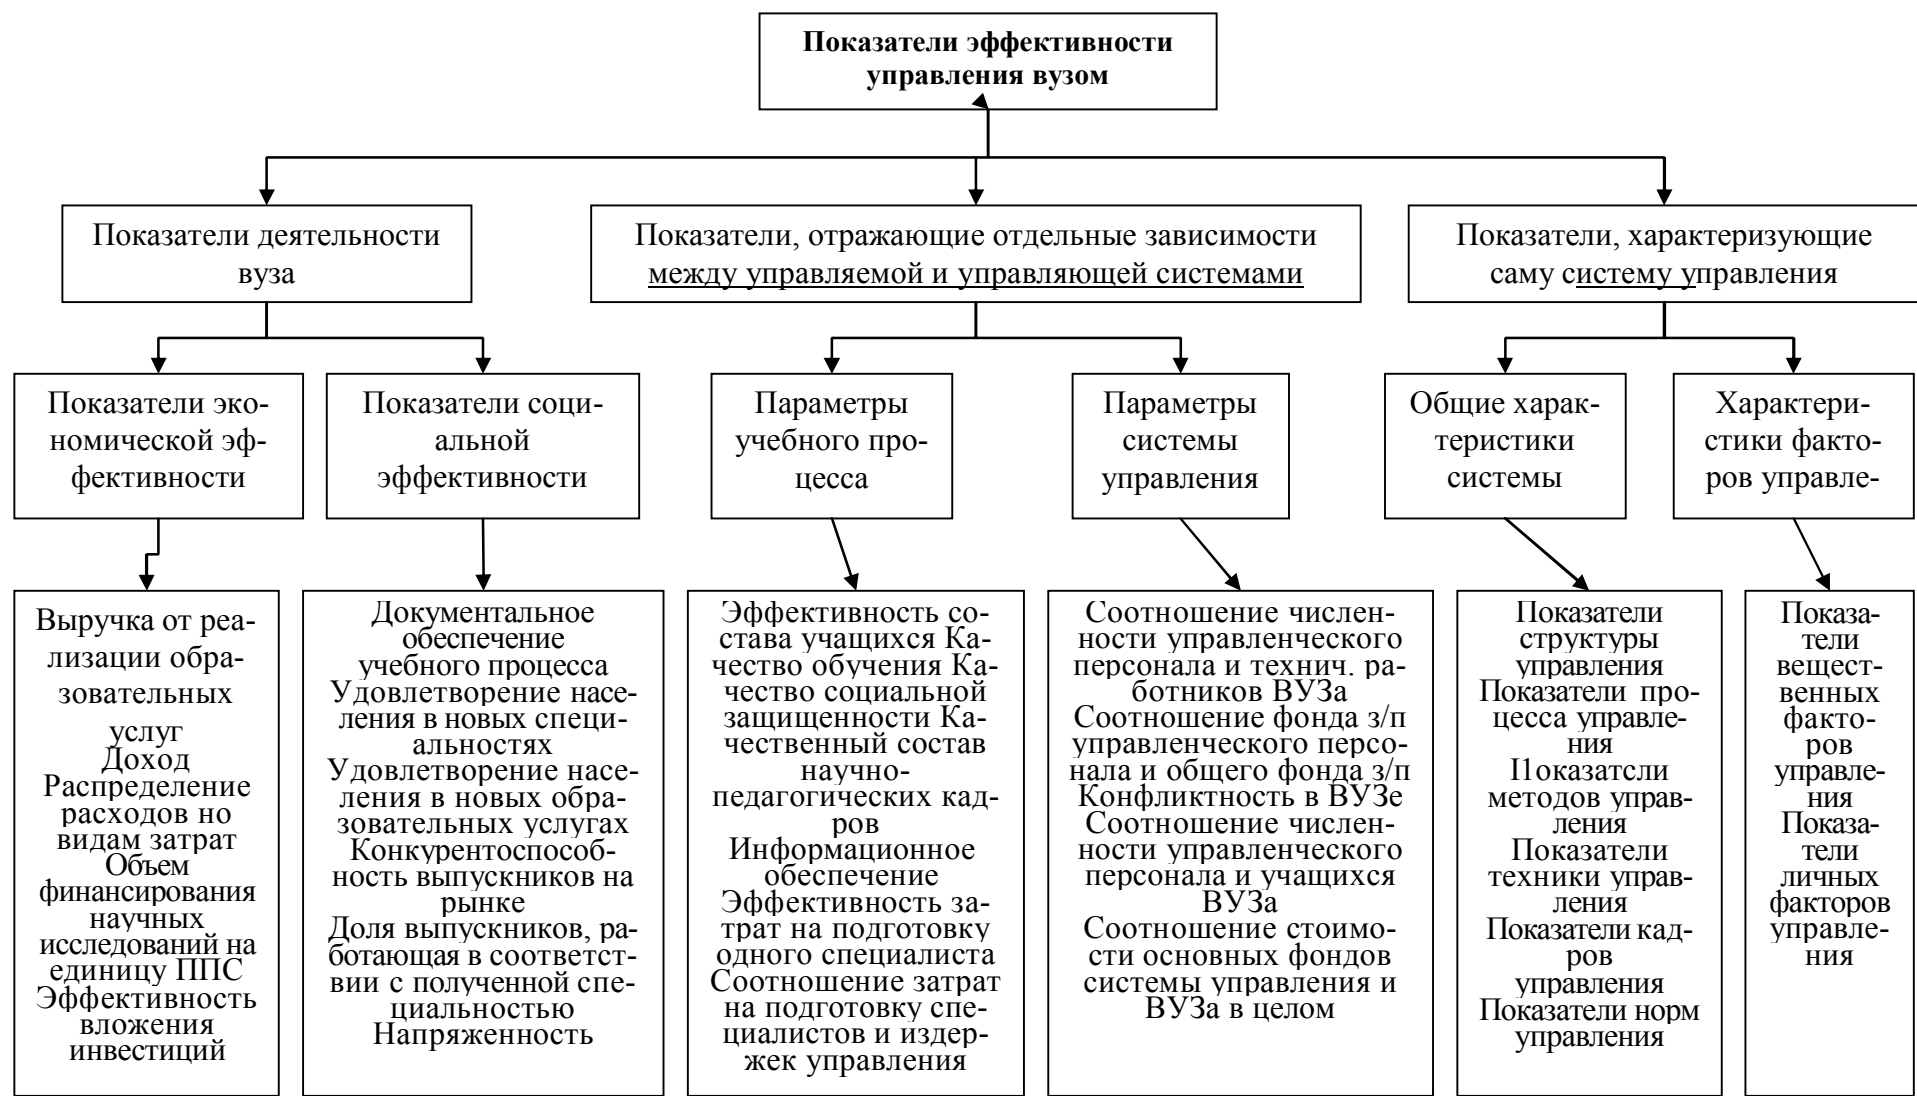 Показатели эффективности
управления вузом
Показатели деятельности
вуза
Показатели, отражающие отдельные зависимости
между управляемой и управляющей системами
Показатели, характеризующие
саму систему управления
Показатели эко-
номической эф-
фективности
Показатели соци-
альной
эффективности
Параметры
учебного про-
цесса
Параметры
системы
управления
Общие харак-
теристики
системы
Характери-
стики факто-
ров управле-
Выручка от реа-
лизации обра-
зовательных
услуг
Доход
Распределение
расходов но
видам затрат
Объем
финансирования
научных
исследований на
единицу ППС
Эффективность
вложения
инвестиций
Документальное
обеспечение
учебного процесса
Удовлетворение насе-
ления в новых специ-
альностях
Удовлетворение насе-
ления в новых обра-
зовательных услугах
Конкурентоспособ-
ность выпускников на
рынке
Доля выпускников, ра-
ботающая в соответст-
вии с полученной спе-
циальностью
Напряженность
Эффективность со-
става учащихся Ка-
чество обучения Ка-
чество социальной
защищенности Ка-
чественный состав
научно-
педагогических кад-
ров
Информационное
обеспечение
Эффективность за-
трат на подготовку
одного специалиста
Соотношение затрат
на подготовку спе-
циалистов и издер-
жек управления
Соотношение числен-
ности управленческого
персонала и технич. ра-
ботников ВУЗа
Соотношение фонда з/п
управленческого персо-
нала и общего фонда з/п
Конфликтность в ВУЗе
Соотношение числен-
ности управленческого
персонала и учащихся
ВУЗа
Соотношение стоимо-
сти основных фондов
системы управления и
ВУЗа в целом
Показатели
структуры
управления
Показатели про-
цесса управле-
ния
I1оказатсли
методов управ-
ления
Показатели
техники управ-
ления
Показатели кад-
ров
управления
Показатели норм
управления
Показа-
тели
вещест-
венных
факто-
ров
управле-
ния
Показа-
тели
личных
факторов
управле-
ния